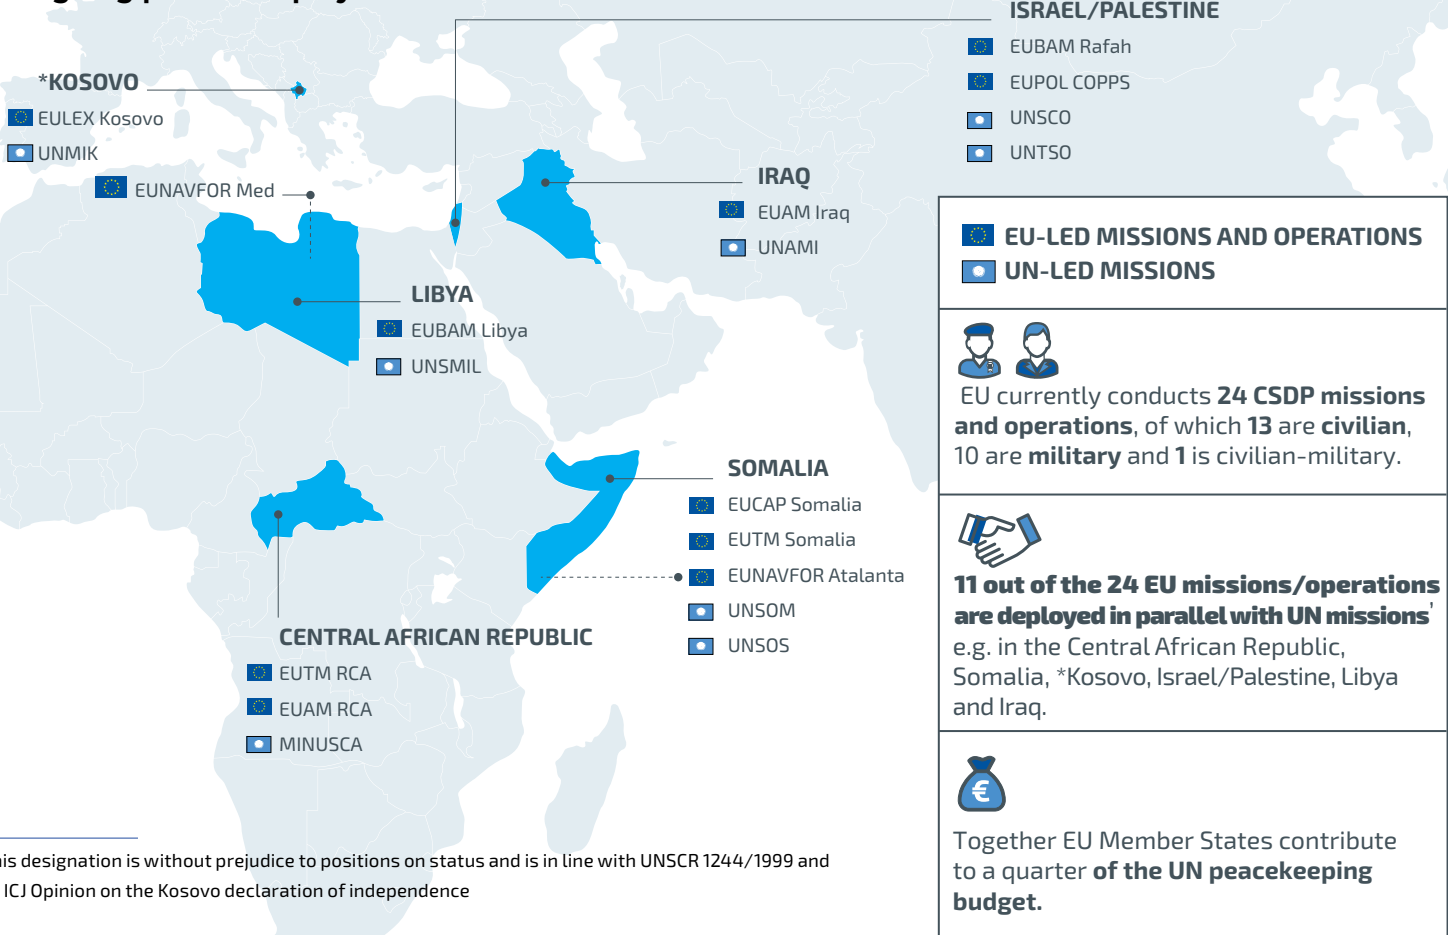 *KOSOVO
EULEX Kosovo
UNMIK
EUNAVFOR Med
LIBYA
EUBAM Libya
UNSMIL
ISRAEL/PALESTINE
EUBAM Rafah
EUPOL COPPS
UNSCO
UNTSO
IRAQ
EUAM Iraq
UNAMI
SOMALIA
EUCAP Somalia
EUTM Somalia
EUNAVFOR Atalanta
UNSOM
UNSOS
CENTRAL AFRICAN REPUBLIC
EUTM RCA
EUAM RCA
MINUSCA
EU-LED MISSIONS AND OPERATIONS
UN-LED MISSIONS
EU currently conducts 24 CSDP missions
and operations, of which 13 are civilian,
10 are military and 1 is civilian-military.
11 out of the 24 EU missions/operations
are deployed in parallel with UN missions,
e.g. in the Central African Republic,
Somalia, *Kosovo, Israel/Palestine, Libya
and Iraq.
€
Together EU Member States contribute
to a quarter of the UN peacekeeping
budget.
his designation is without prejudice to positions on status and is in line with UNSCR 1244/1999 and
ICJ Opinion on the Kosovo declaration of independence